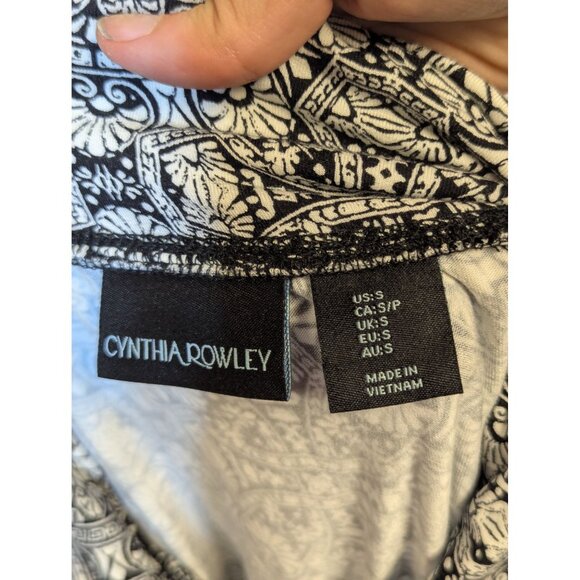 CYNTHIA ROWLEY
US:S
CA:S/P
UK:S
EU:S
AU:S
MADE IN
VIETNAM